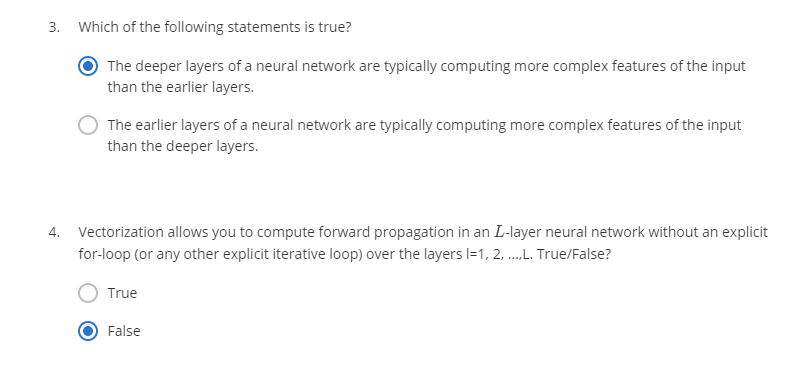 3. Which of the following statements is true?
The deeper layers of a neural network are typically computing more complex features of the input
than the earlier layers.
The earlier layers of a neural network are typically computing more complex features of the input
than the deeper layers.
4. Vectorization allows you to compute forward propagation in an L-layer neural network without an explicit
for-loop (or any other explicit iterative loop) over the layers l=1, 2, ...,L. True/False?
True
False